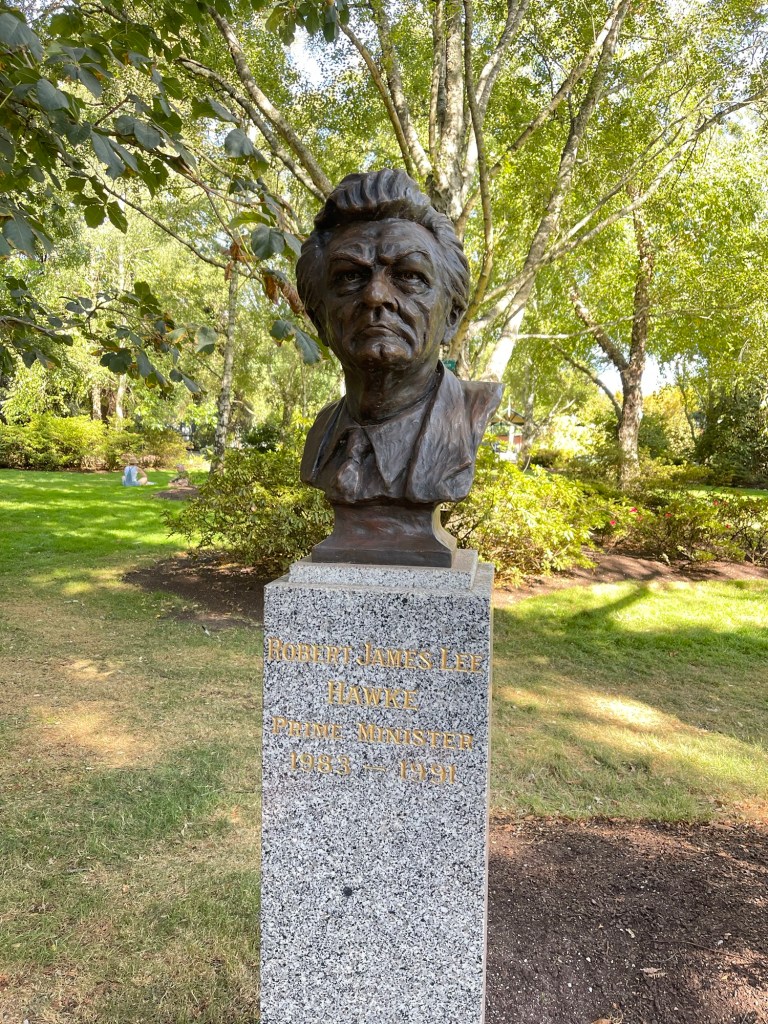 ROBERT JAMES LEE
HAWKE
PRIME MINISTER
1983 – 1991